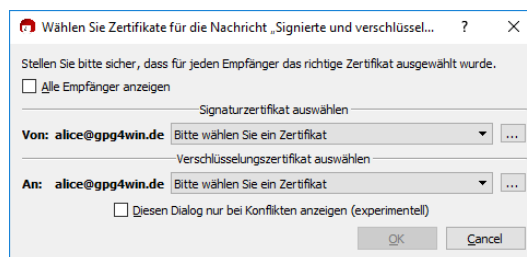 Wählen Sie Zertifikate für die Nachricht „Signierte und verschlüssel...
Stellen Sie bitte sicher, dass für jeden Empfänger das richtige Zertifikat ausgewählt wurde.
Alle Empfänger anzeigen
Signaturzertifikat auswählen
Von: alice@gpg4win.de Bitte wählen Sie ein Zertifikat ...
Verschlüsselungszertifikat auswählen
An: alice@gpg4win.de Bitte wählen Sie ein Zertifikat ...
Diesen Dialog nur bei Konflikten anzeigen (experimentell)
OK Cancel